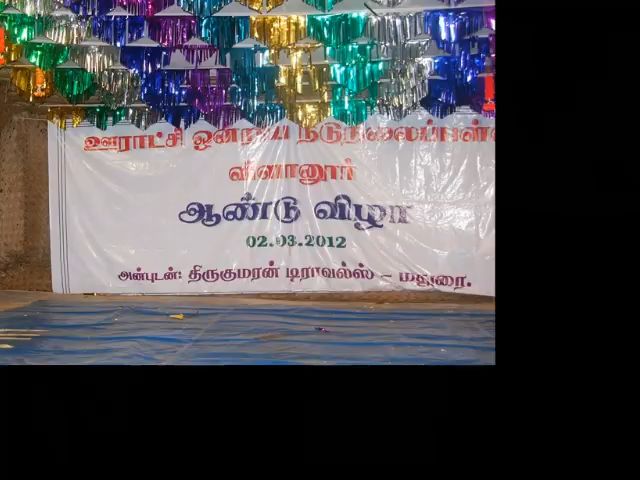 ஊராட்சி ஒன்றிய நடுநிலைப்பள்
ஆண்டு விழா
02.03.2012
அன்புடன்: திருகுமரன் டிராவல்ஸ் – மதுரை.